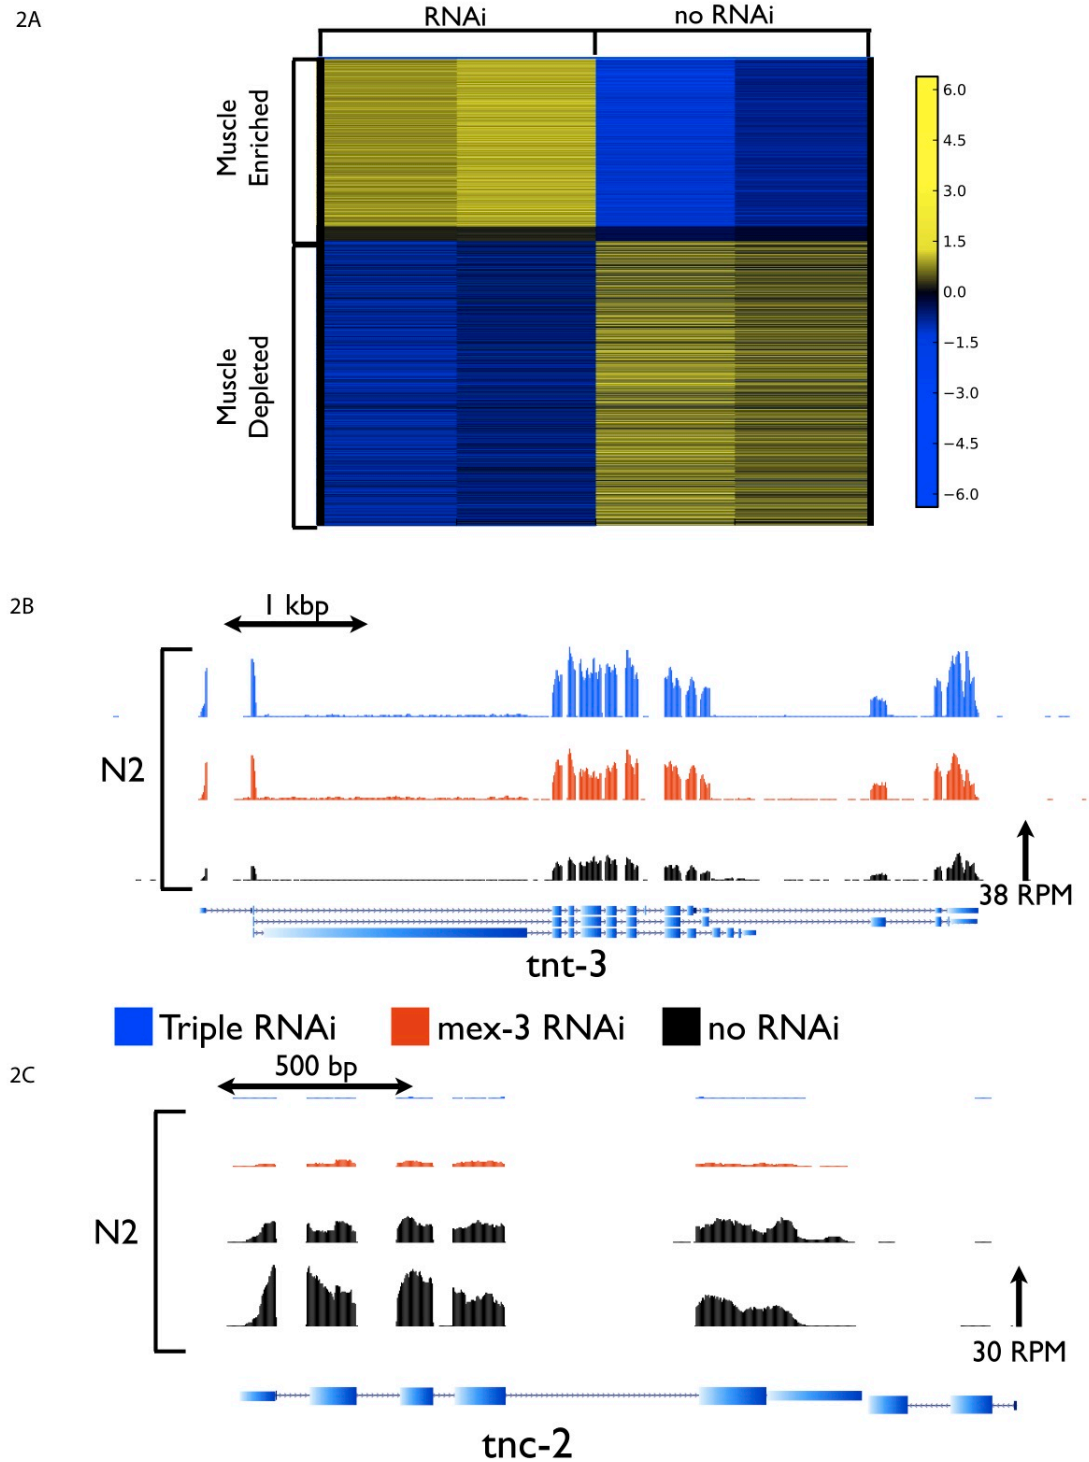 2A
RNAi
no RNAi
Muscle
Enriched
Muscle
Depleted
6.0
4.5
3.0
1.5
0.0
−1.5
−3.0
−4.5
−6.0
2B
1 kbp
N2
38 RPM
tnt-3
Triple RNAi
mex-3 RNAi
no RNAi
2C
500 bp
N2
30 RPM
tnc-2